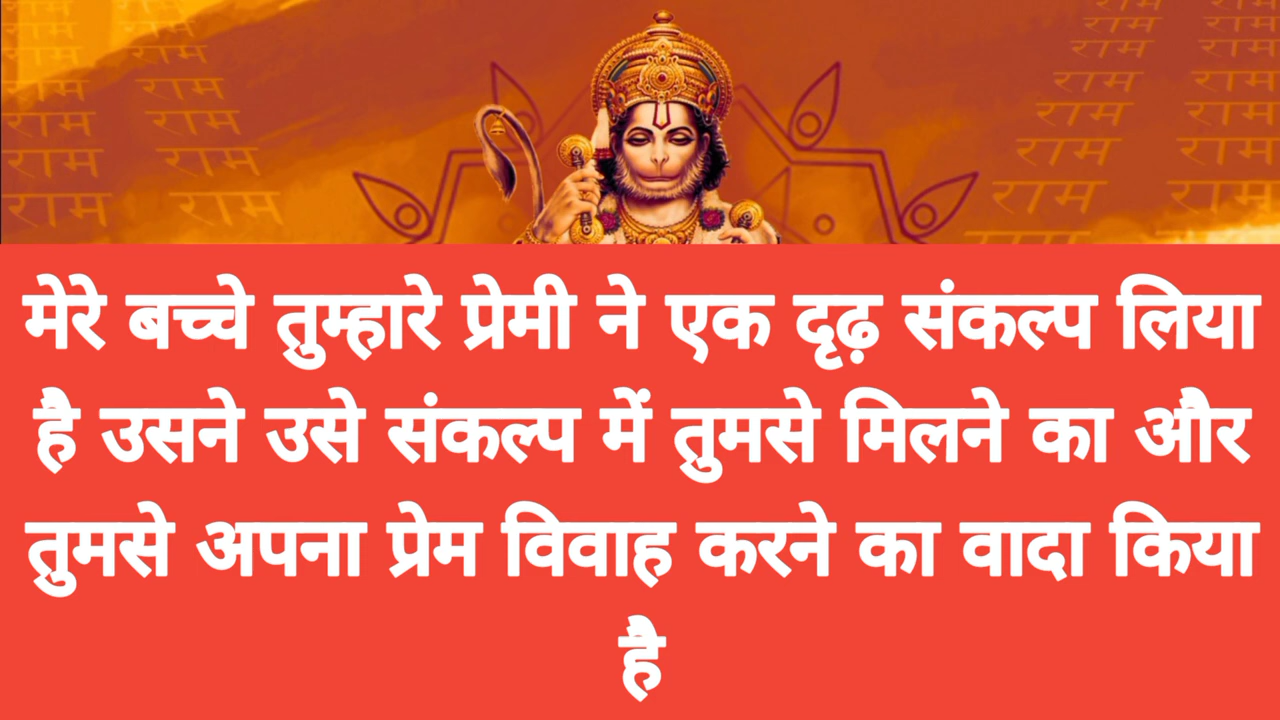 राम राम राम राम
राम राम राम राम
राम राम राम राम
राम राम राम राम
राम राम राम राम
राम राम राम राम
राम राम राम राम
मेरे बच्चे तुम्हारे प्रेमी ने एक दृढ़ संकल्प लिया
है उसने उसे संकल्प में तुमसे मिलने का और
तुमसे अपना प्रेम विवाह करने का वादा किया
है